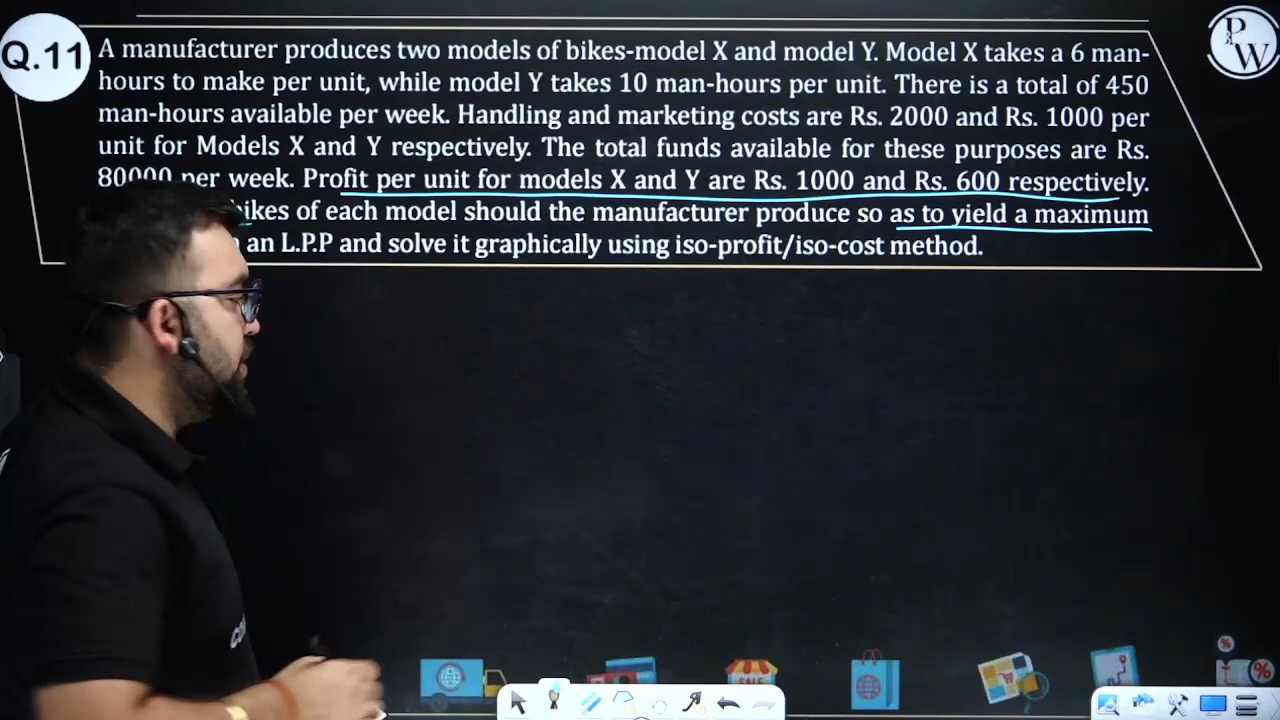 Q.11
A manufacturer produces two models of bikes-model X and model Y. Model X takes a 6 man-
hours to make per unit, while model Y takes 10 man-hours per unit. There is a total of 450
man-hours available per week. Handling and marketing costs are Rs. 2000 and Rs. 1000 per
unit for Models X and Y respectively. The total funds available for these purposes are Rs.
80000 per week. Profit per unit for models X and Y are Rs. 1000 and Rs. 600 respectively.
bikes of each model should the manufacturer produce so as to yield a maximum
an L.P.P and solve it graphically using iso-profit/iso-cost method.
P
W
SALE
%
%